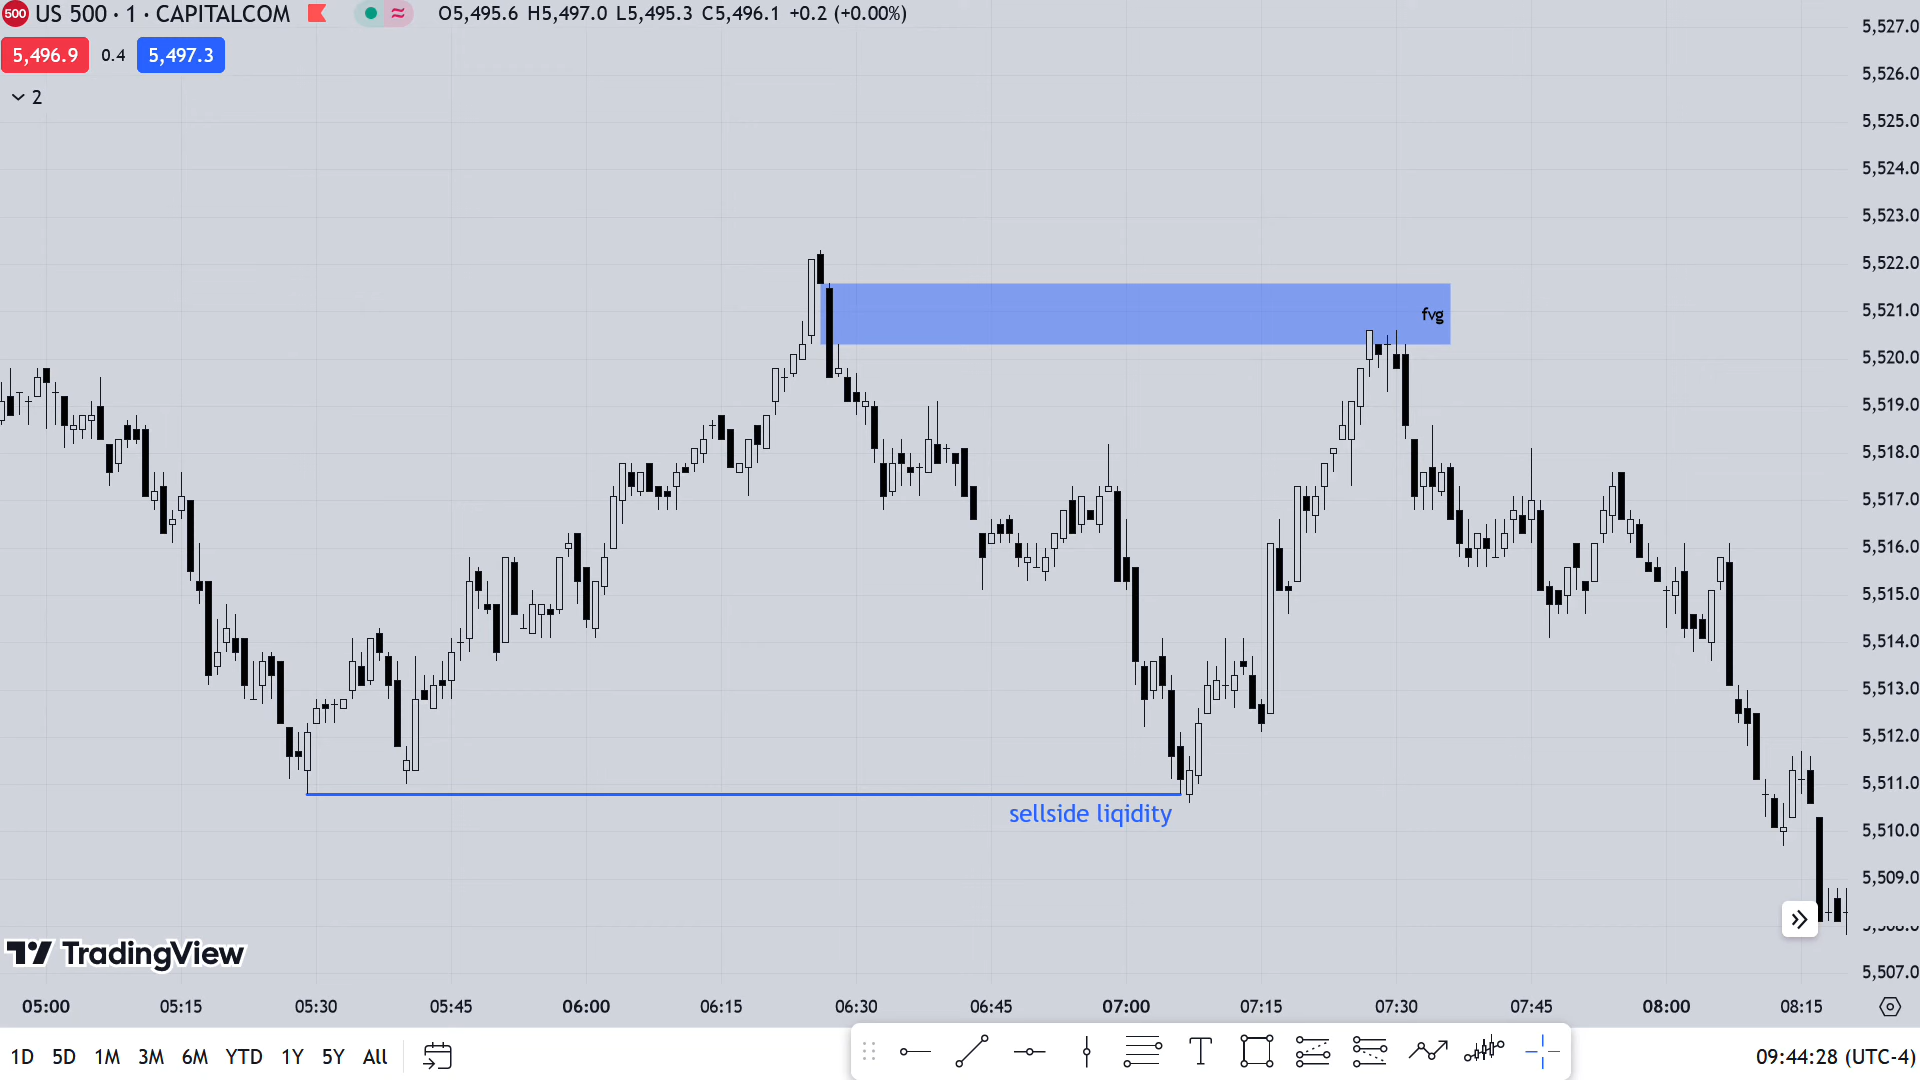 500 US 500 · 1 · CAPITALCOM O5,495.6 H5,497.0 L5,495.3 C5,496.1 +0.2 (+0.00%)
5,496.9 0.4 5,497.3
2
5,527.0
5,526.0
5,525.0
5,524.0
5,523.0
5,522.0
5,521.0
5,520.0
5,519.0
5,518.0
5,517.0
5,516.0
5,515.0
5,514.0
5,513.0
5,512.0
5,511.0
5,510.0
5,509.0
5,508.0
5,507.0
fvg
sellside liqidity
TradingView
05:00 05:15 05:30 05:45 06:00 06:15 06:30 06:45 07:00 07:15 07:30 07:45 08:00 08:15
1D 5D 1M 3M 6M YTD 1Y 5Y All
09:44:28 (UTC-4)